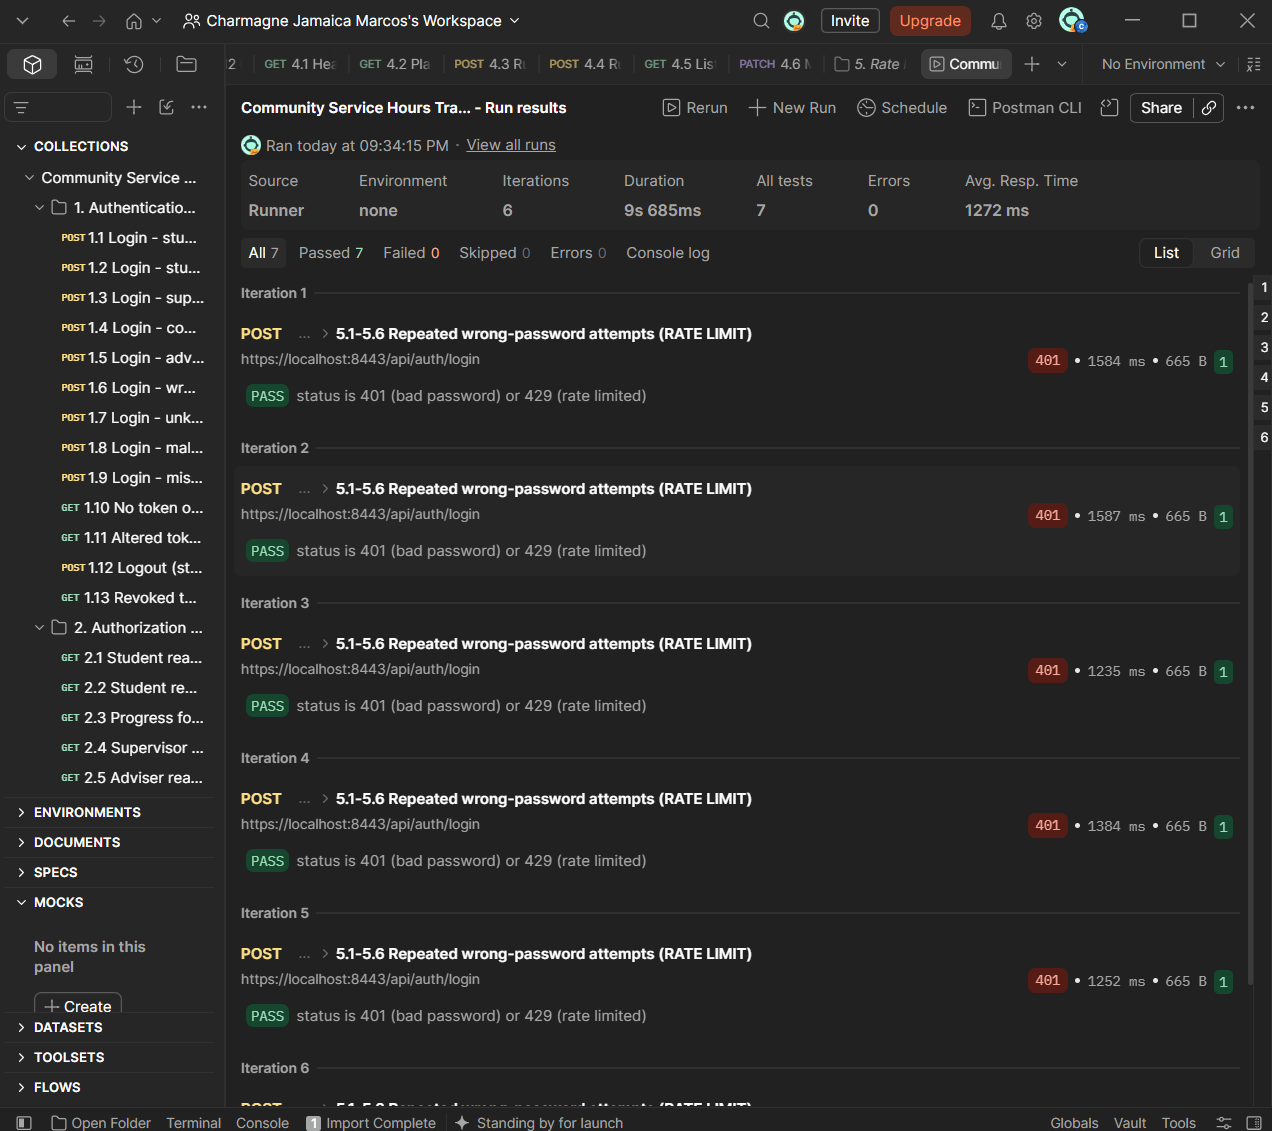 Charmagne Jamaica Marcos's Workspace
Invite
Upgrade
2
GET 4.1 Hea
GET 4.2 Pla
POST 4.3 R
POST 4.4 R
GET 4.5 Lis
PATCH 4.6
5. Rate
Commu
No Environment
Community Service Hours Tra... - Run results
Rerun
New Run
Schedule
Postman CLI
Share
Ran today at 09:34:15 PM · View all runs
Source
Environment
Iterations
Duration
All tests
Errors
Avg. Resp. Time
Runner
none
6
9s 685ms
7
0
1272 ms
All 7
Passed 7
Failed 0
Skipped 0
Errors 0
Console log
List
Grid
COLLECTIONS
Community Service ...
1. Authenticatio...
POST 1.1 Login - stu...
POST 1.2 Login - stu...
POST 1.3 Login - sup...
POST 1.4 Login - co...
POST 1.5 Login - adv...
POST 1.6 Login - wr...
POST 1.7 Login - unk...
POST 1.8 Login - mal...
POST 1.9 Login - mis...
GET 1.10 No token o...
GET 1.11 Altered tok...
POST 1.12 Logout (st...
GET 1.13 Revoked t...
2. Authorization ...
GET 2.1 Student rea...
GET 2.2 Student re...
GET 2.3 Progress fo...
GET 2.4 Supervisor ...
GET 2.5 Adviser rea...
ENVIRONMENTS
DOCUMENTS
SPECS
MOCKS
No items in this
panel
Create
DATASETS
TOOLSETS
FLOWS
Iteration 1
POST ... > 5.1-5.6 Repeated wrong-password attempts (RATE LIMIT)
https://localhost:8443/api/auth/login
401 • 1584 ms • 665 B 1
PASS status is 401 (bad password) or 429 (rate limited)
Iteration 2
POST ... > 5.1-5.6 Repeated wrong-password attempts (RATE LIMIT)
https://localhost:8443/api/auth/login
401 • 1587 ms • 665 B 1
PASS status is 401 (bad password) or 429 (rate limited)
Iteration 3
POST ... > 5.1-5.6 Repeated wrong-password attempts (RATE LIMIT)
https://localhost:8443/api/auth/login
401 • 1235 ms • 665 B 1
PASS status is 401 (bad password) or 429 (rate limited)
Iteration 4
POST ... > 5.1-5.6 Repeated wrong-password attempts (RATE LIMIT)
https://localhost:8443/api/auth/login
401 • 1384 ms • 665 B 1
PASS status is 401 (bad password) or 429 (rate limited)
Iteration 5
POST ... > 5.1-5.6 Repeated wrong-password attempts (RATE LIMIT)
https://localhost:8443/api/auth/login
401 • 1252 ms • 665 B 1
PASS status is 401 (bad password) or 429 (rate limited)
Iteration 6
1
2
3
4
5
6
Open Folder
Terminal
Console
1 Import Complete
Standing by for launch
Globals
Vault
Tools